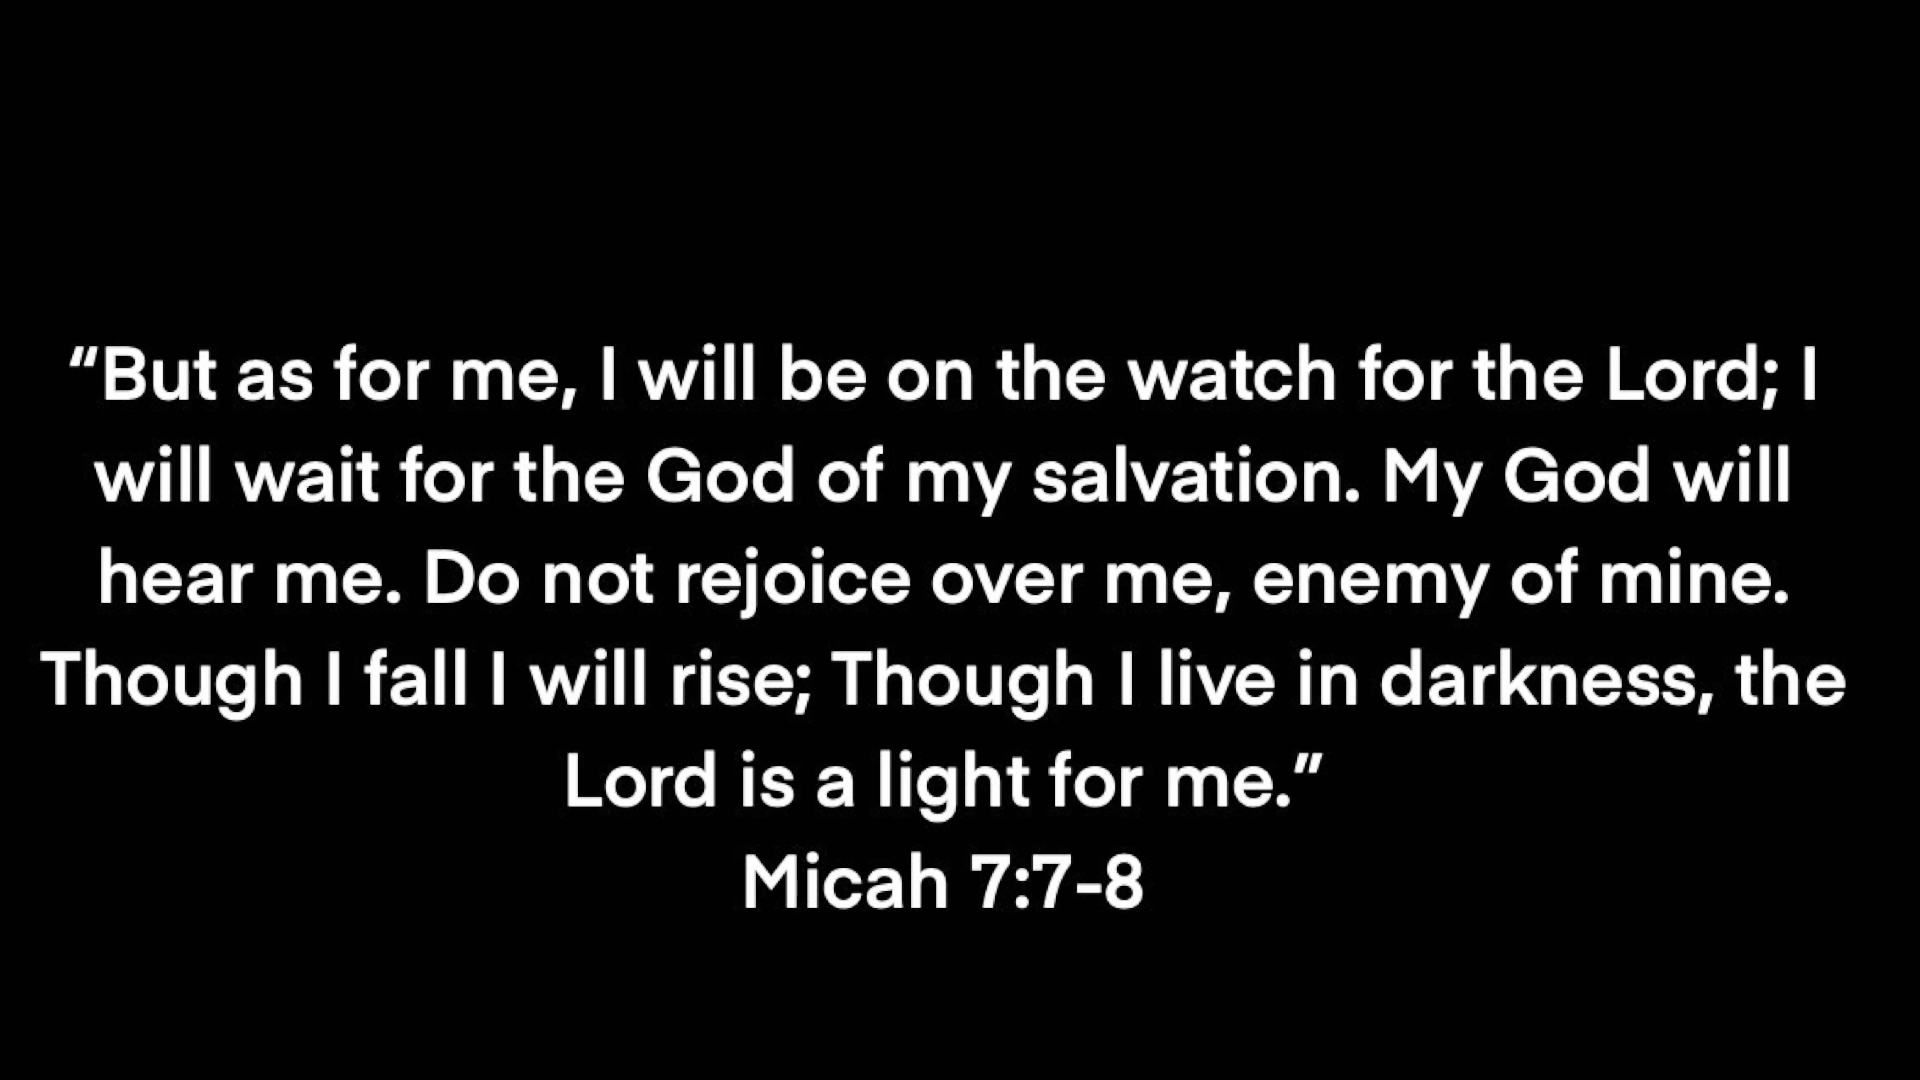 “But as for me, I will be on the watch for the Lord; I
will wait for the God of my salvation. My God will
hear me. Do not rejoice over me, enemy of mine.
Though I fall I will rise; Though I live in darkness, the
Lord is a light for me.”
Micah 7:7-8